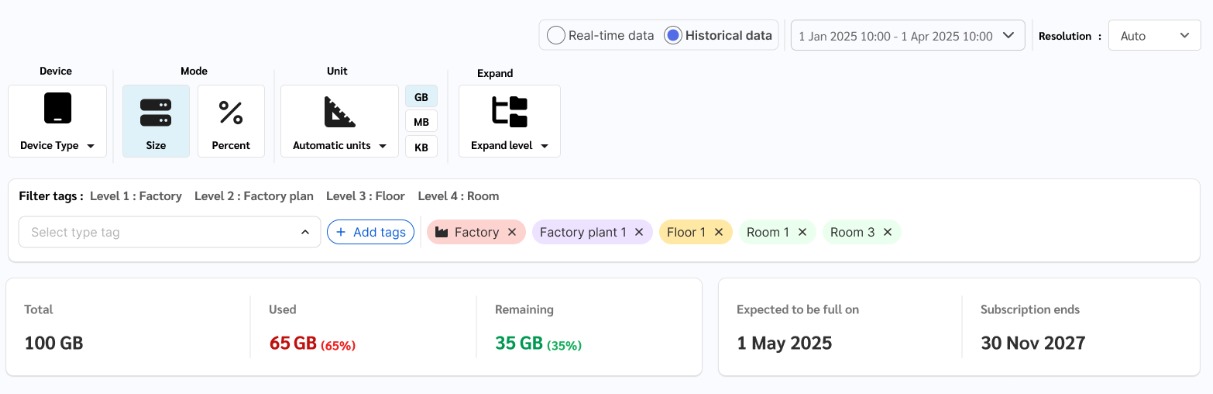 Real-time data Historical data 1 Jan 2025 10:00 - 1 Apr 2025 10:00 Resolution : Auto
Device Mode Unit Expand
GB
MB
KB
Device Type Size Percent Automatic units Expand level
Filter tags : Level 1 : Factory Level 2 : Factory plan Level 3 : Floor Level 4 : Room
Select type tag + Add tags Factory × Factory plant 1 × Floor 1 × Room 1 × Room 3 ×
Total Used Remaining Expected to be full on Subscription ends
100 GB 65 GB (65%) 35 GB (35%) 1 May 2025 30 Nov 2027